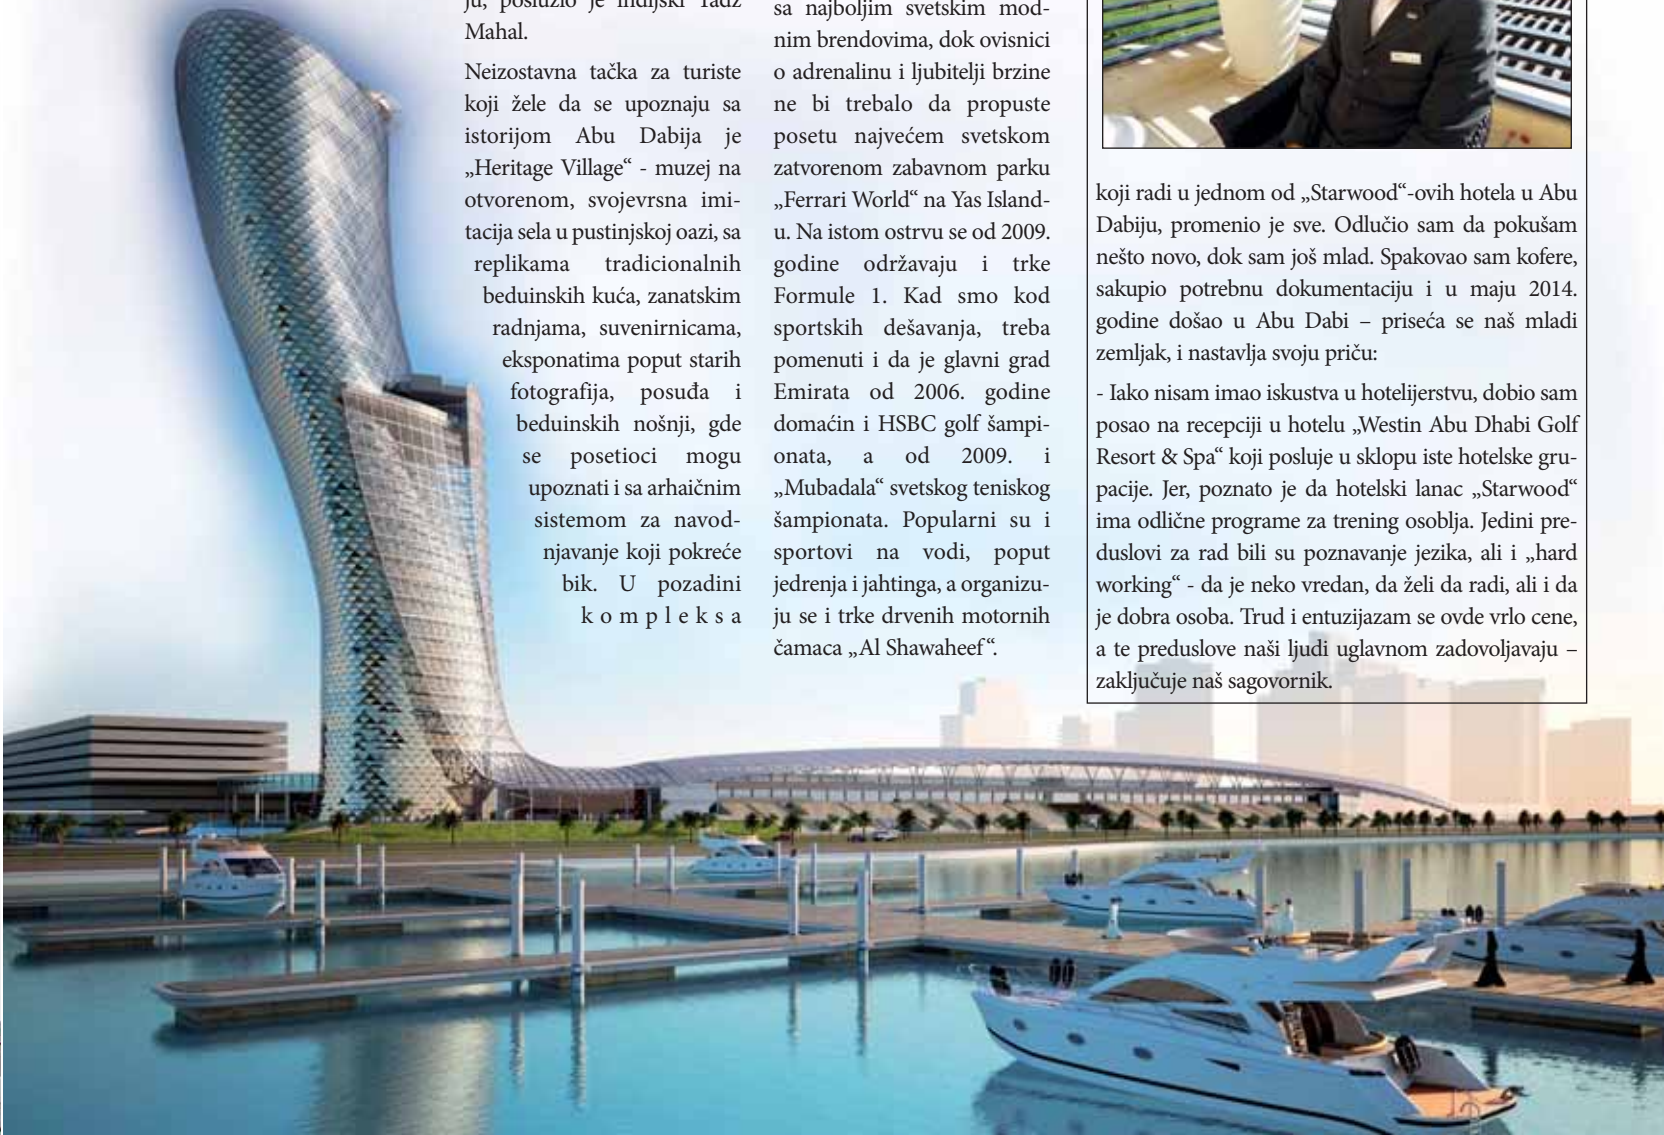 ju, poslužio je indijski Tadž
Mahal.
Neizostavna tačka za turiste
koji žele da se upoznaju sa
istorijom Abu Dabija je
„Heritage Village“ - muzej na
otvorenom, svojevrsna imi-
tacija sela u pustinjskoj oazi, sa
replikama tradicionalnih
beduinskih kuća, zanatskim
radnjama, suvenirnicama,
eksponatima poput starih
fotografija, posuđa i
beduinskih nošnji, gde
se posetioci mogu
upoznati i sa arhaičnim
sistemom za navod-
njavanje koji pokreće
bik. U pozadini
kompleksa
sa najboljim svetskim mod-
nim brendovima, dok ovisnici
o adrenalinu i ljubitelji brzine
ne bi trebalo da propuste
posetu najvećem svetskom
zatvorenom zabavnom parku
„Ferrari World“ na Yas Island-
u. Na istom ostrvu se od 2009.
godine održavaju i trke
Formule 1. Kad smo kod
sportskih dešavanja, treba
pomenuti i da je glavni grad
Emirata od 2006. godine
domaćin i HSBC golf šampi-
onata, a od 2009. i
„Mubadala“ svetskog teniskog
šampionata. Popularni su i
sportovi na vodi, poput
jedrenja i jahtinga, a organizu-
ju se i trke drvenih motornih
čamaca „Al Shawaheef“.
koji radi u jednom od „Starwood“-ovih hotela u Abu
Dabiju, promenio je sve. Odlučio sam da pokušam
nešto novo, dok sam još mlad. Spakovao sam kofere,
sakupio potrebnu dokumentaciju i u maju 2014.
godine došao u Abu Dabi – priseća se naš mladi
zemljak, i nastavlja svoju priču:
- Iako nisam imao iskustva u hotelijerstvu, dobio sam
posao na recepciji u hotelu „Westin Abu Dhabi Golf
Resort & Spa“ koji posluje u sklopu iste hotelske gru-
pacije. Jer, poznato je da hotelski lanac „Starwood“
ima odlične programe za trening osoblja. Jedini pre-
duslovi za rad bili su poznavanje jezika, ali i „hard
working“ - da je neko vredan, da želi da radi, ali i da
je dobra osoba. Trud i entuzijazam se ovde vrlo cene,
a te preduslove naši ljudi uglavnom zadovoljavaju –
zaključuje naš sagovornik.